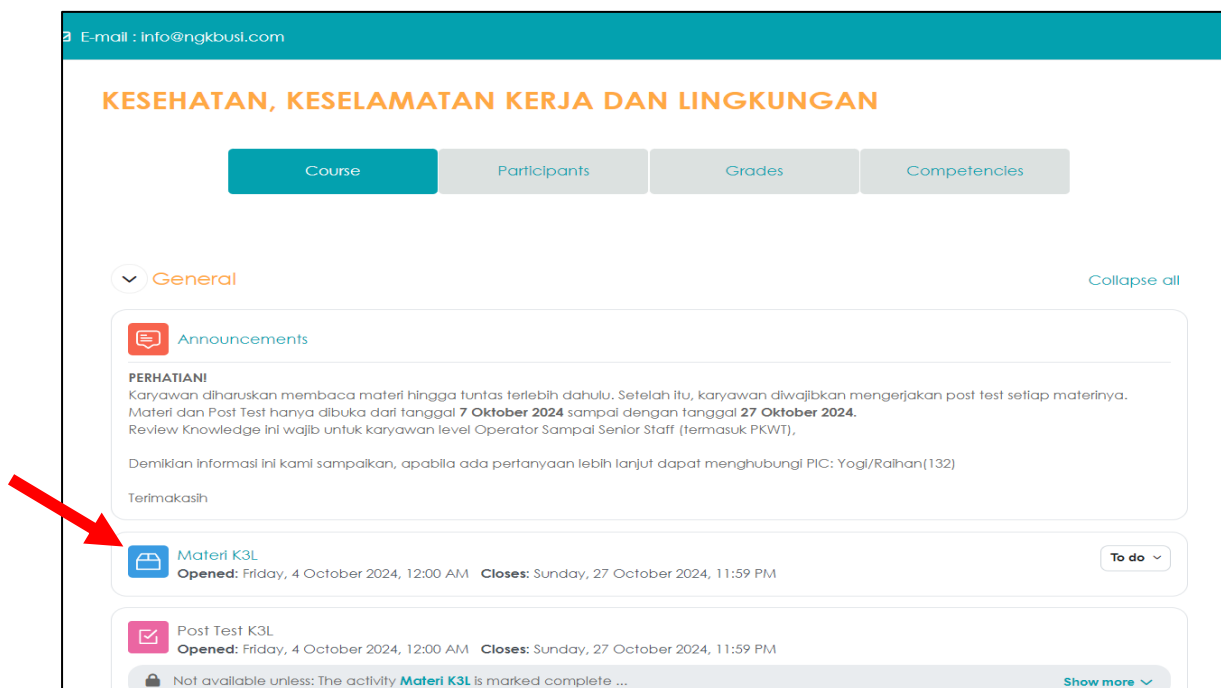 E-mail : info@ngkbusi.com
KESEHATAN, KESELAMATAN KERJA DAN LINGKUNGAN
Course
Participants
Grades
Competencies
General
Collapse all
Announcements
PERHATIAN!
Karyawan diharuskan membaca materi hingga tuntas terlebih dahulu. Setelah itu, karyawan diwajibkan mengerjakan post test setiap materinya.
Materi dan Post Test hanya dibuka dari tanggal 7 Oktober 2024 sampai dengan tanggal 27 Oktober 2024.
Review Knowledge ini wajib untuk karyawan level Operator Sampai Senior Staff (termasuk PKWT),
Demikian informasi ini kami sampaikan, apabila ada pertanyaan lebih lanjut dapat menghubungi PIC: Yogi/Raihan(132)
Terimakasih
Materi K3L
To do
Opened: Friday, 4 October 2024, 12:00 AM Closes: Sunday, 27 October 2024, 11:59 PM
Post Test K3L
Opened: Friday, 4 October 2024, 12:00 AM Closes: Sunday, 27 October 2024, 11:59 PM
Not available unless: The activity Materi K3L is marked complete ...
Show more